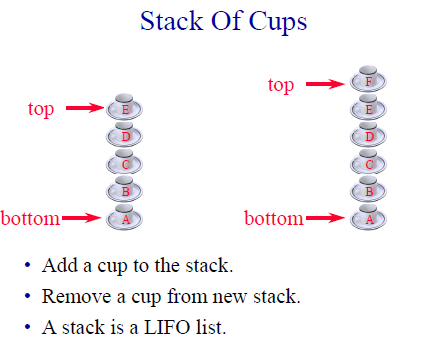 Stack Of Cups
top
E
D
C
B
bottom
A
top
F
E
D
C
B
bottom
A
• Add a cup to the stack.
• Remove a cup from new stack.
• A stack is a LIFO list.